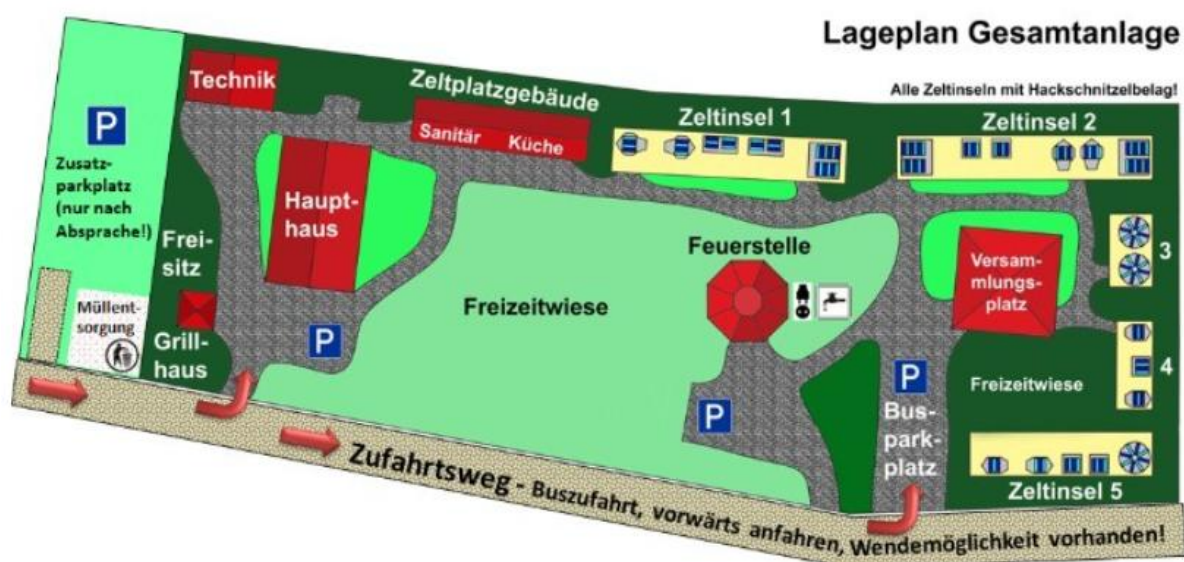 Lageplan Gesamtanlage
Alle Zeltinseln mit Hackschnitzelbelag!
Technik
Zeltplatzgebäude
Sanitär Küche
Zeltinsel 1
Zeltinsel 2
P
Zusatz-
parkplatz
(nur nach
Absprache!)
Haupt-
haus
Frei-
sitz
Feuerstelle
Versam-
mlungs-
platz
3
Freizeitwiese
Müllent-
sorgung
Grill-
haus
P
4
Freizeitwiese
P
P
Bus-
park-
platz
Zeltinsel 5
Zufahrtsweg - Buszufahrt, vorwärts anfahren, Wendemöglichkeit vorhanden!